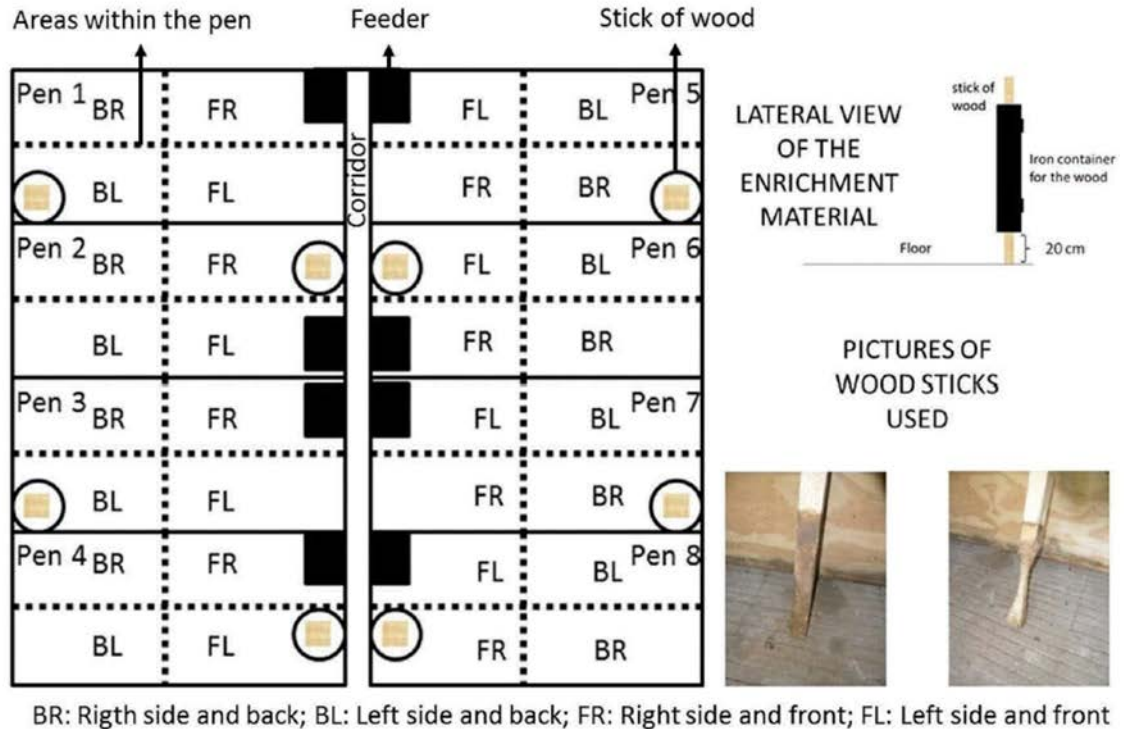 Areas within the pen
Feeder
Stick of wood
Pen 1
BR
FR
BL
FL
Pen 2
BR
FR
BL
FL
Pen 3
BR
FR
BL
FL
Pen 4
BR
FR
BL
FL
Corridor
FL
BL
Pen 5
FR
BR
FL
BL
Pen 6
FR
BR
FL
BL
Pen 7
FR
BR
FL
BL
Pen 8
FR
BR
LATERAL VIEW
OF THE
ENRICHMENT
MATERIAL
stick of
wood
Iron container
for the wood
Floor
20 cm
PICTURES OF
WOOD STICKS
USED
BR: Rigth side and back; BL: Left side and back; FR: Right side and front; FL: Left side and front